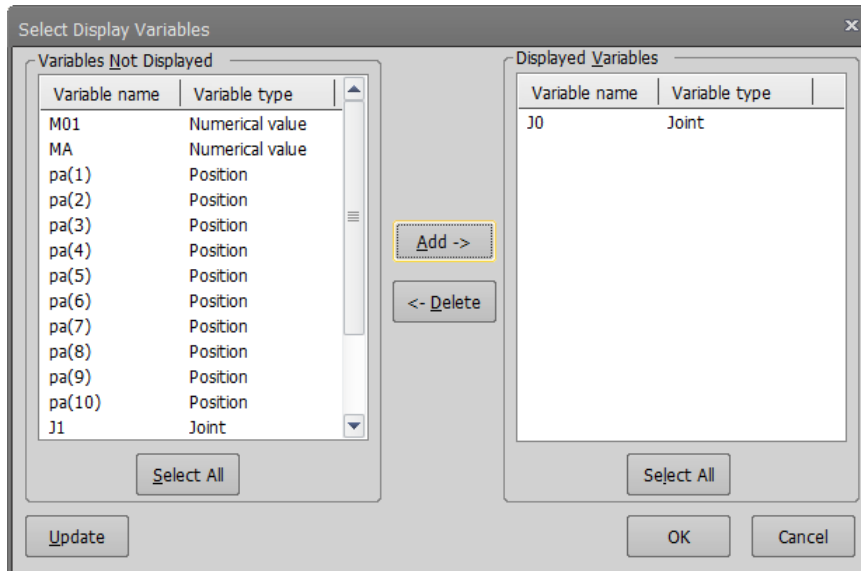 Select Display Variables x
Variables Not Displayed
Variable name Variable type
M01 Numerical value
MA Numerical value
pa(1) Position
pa(2) Position
pa(3) Position
pa(4) Position
pa(5) Position
pa(6) Position
pa(7) Position
pa(8) Position
pa(9) Position
pa(10) Position
J1 Joint
Select All
Add ->
<- Delete
Displayed Variables
Variable name Variable type
J0 Joint
Select All
Update
OK
Cancel